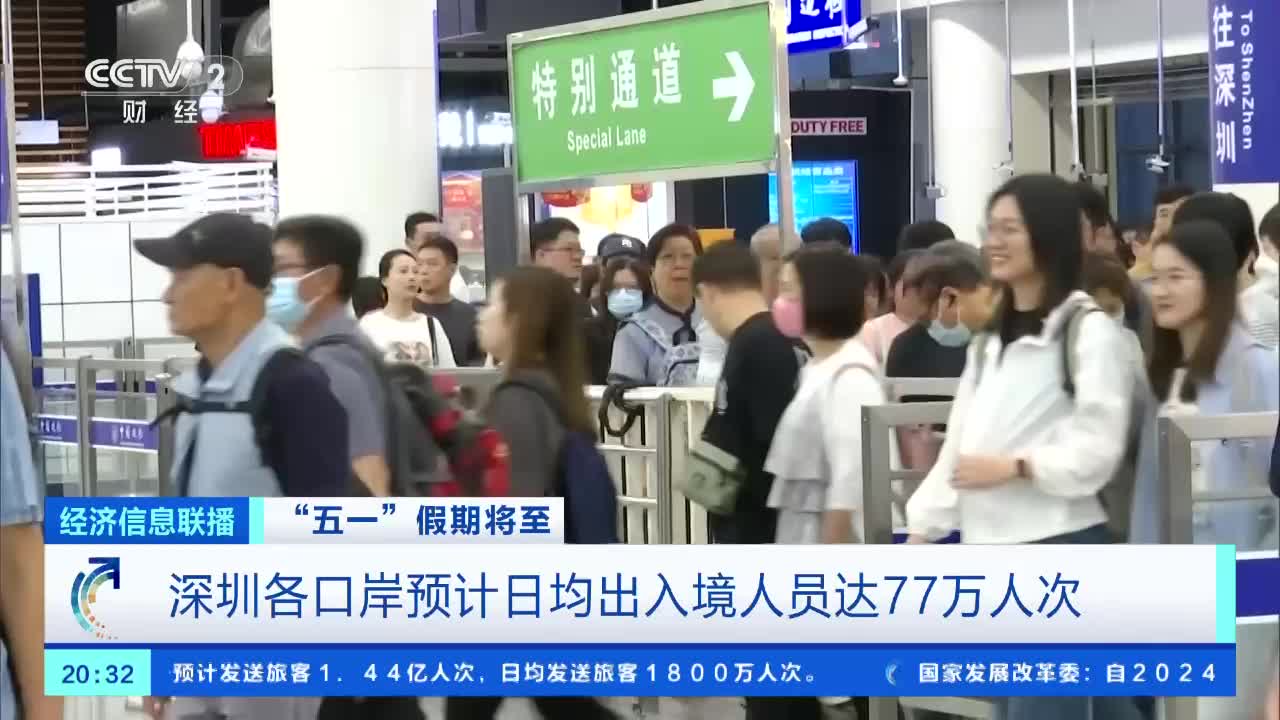 CCTV 2
财经
特别通道
Special Lane
DUTY FREE
往深圳
To ShenZhen
经济信息联播
“五一”假期将至
深圳各口岸预计日均出入境人员达77万人次
20:32
预计发送旅客1.44亿人次,日均发送旅客1800万人次。
国家发展改革委:自2024